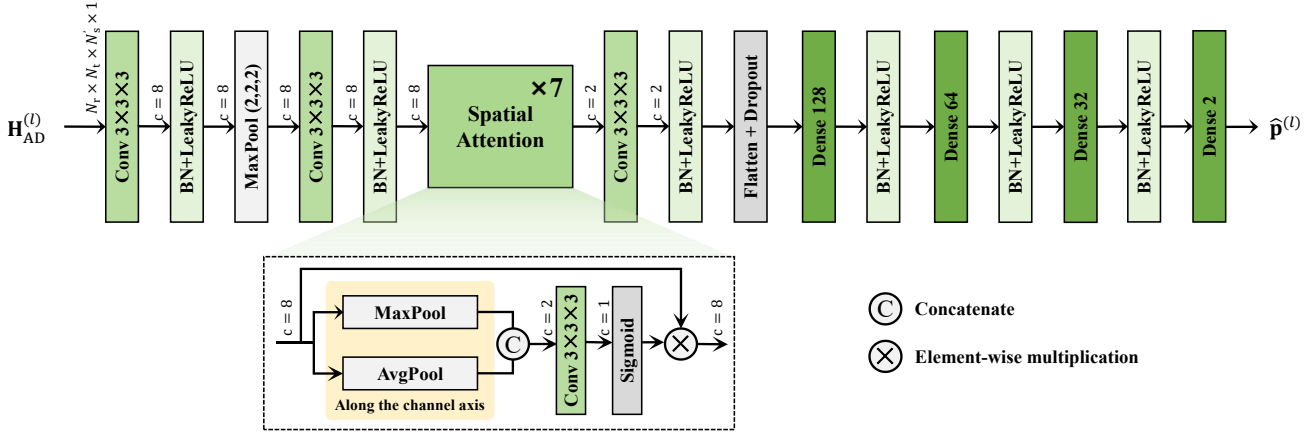 H_AD^(l)
N_r × N_t × N_s' × 1
Conv 3×3×3
c = 8
BN+LeakyReLU
c = 8
MaxPool (2,2,2)
c = 8
Conv 3×3×3
c = 8
BN+LeakyReLU
c = 8
Spatial
Attention
×7
c = 2
Conv 3×3×3
c = 2
BN+LeakyReLU
Flatten + Dropout
Dense 128
BN+LeakyReLU
Dense 64
BN+LeakyReLU
Dense 32
BN+LeakyReLU
Dense 2
p̂^(l)
c = 8
MaxPool
AvgPool
Along the channel axis
C
c = 2
Conv 3×3×3
c = 1
Sigmoid
×
c = 8
C Concatenate
× Element-wise multiplication